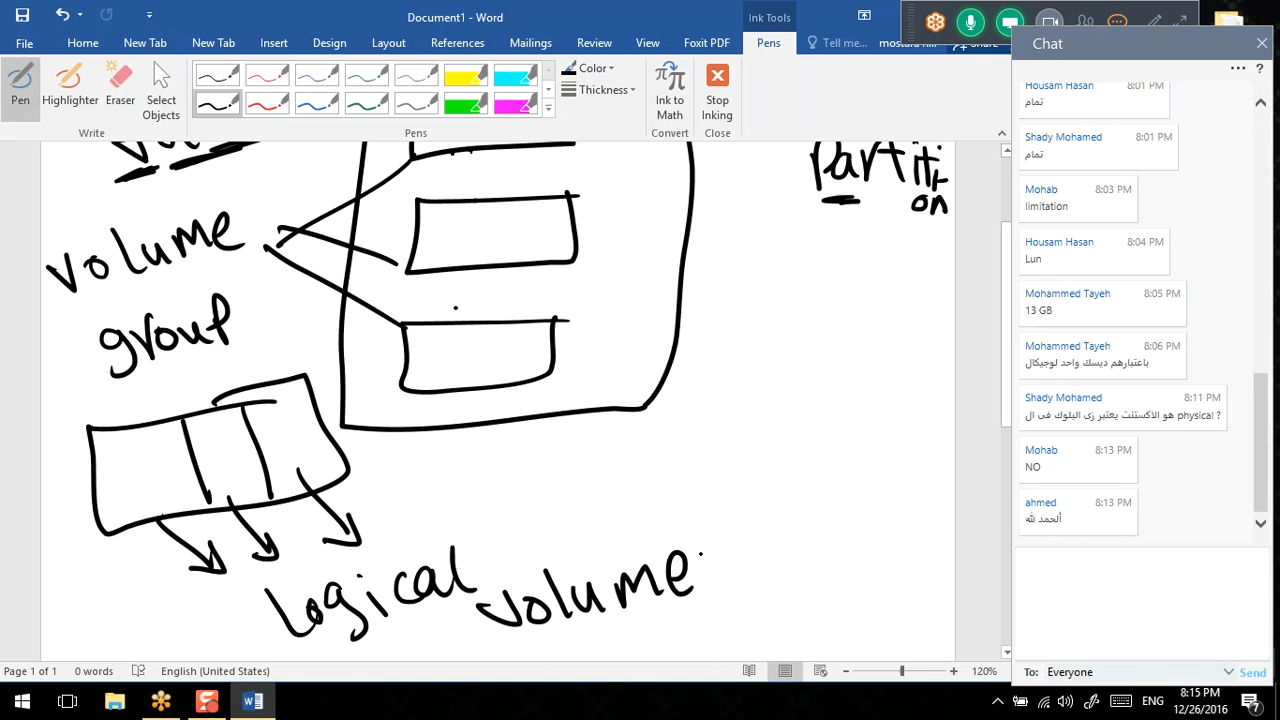 Document1 - Word
Ink Tools
File Home New Tab New Tab Insert Design Layout References Mailings Review View Foxit PDF Pens Tell me...
Pen
Highlighter
Eraser
Select Objects
Write
Color
Thickness
Pens
Ink to Math
Convert
Stop Inking
Close
Partiti
on
volume
group
Logical volume
Chat
Housam Hasan 8:01 PM
تمام
Shady Mohamed 8:01 PM
تمام
Mohab 8:03 PM
limitation
Housam Hasan 8:04 PM
Lun
Mohammed Tayeh 8:05 PM
13 GB
Mohammed Tayeh 8:06 PM
باعتبارهم ديسك واحد لوجيكال
Shady Mohamed 8:11 PM
هو الاكستنت يعتبر زى البلوك فى ال physical ?
Mohab 8:13 PM
NO
ahmed 8:13 PM
ألحمد لله
To: Everyone Send
Page 1 of 1 0 words English (United States) 120%
ENG 8:15 PM
12/26/2016
7